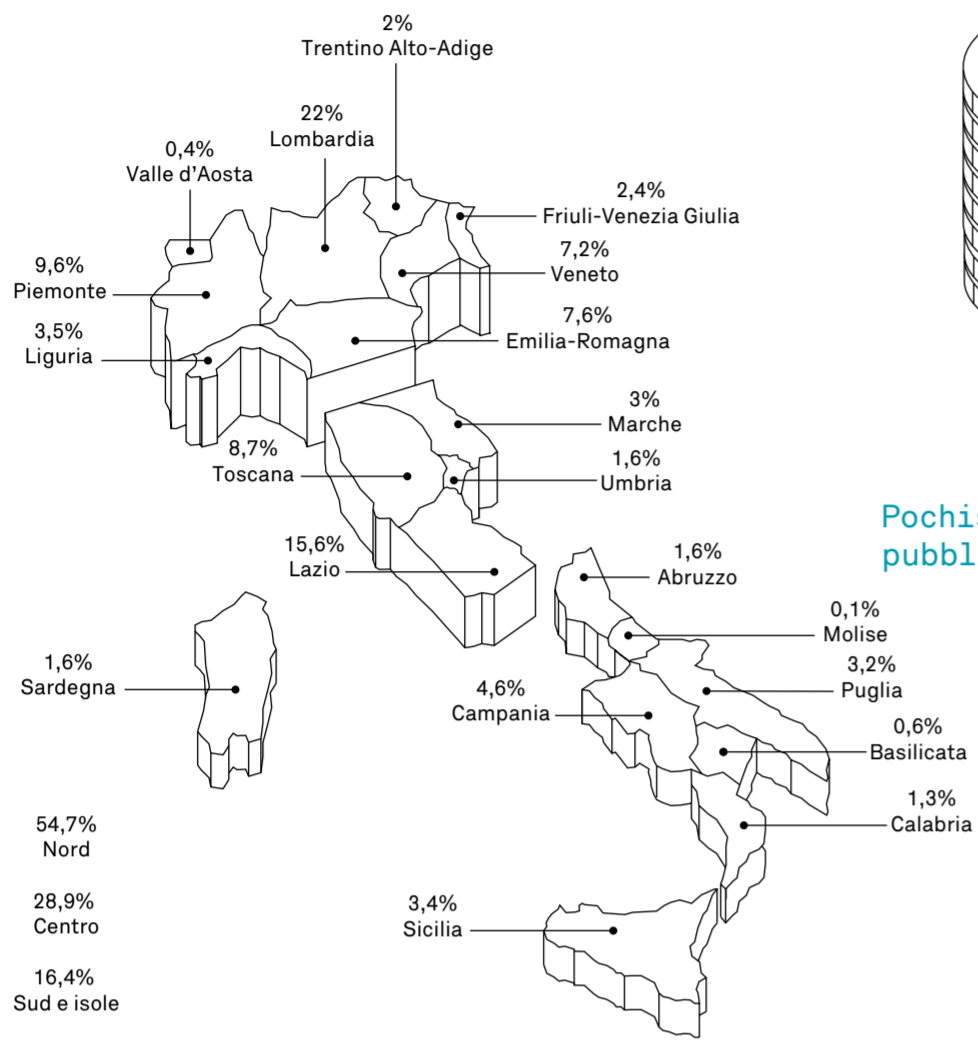 2%
Trentino Alto-Adige
22%
Lombardia
0,4%
Valle d'Aosta
2,4%
Friuli-Venezia Giulia
7,2%
Veneto
9,6%
Piemonte
7,6%
Emilia-Romagna
3,5%
Liguria
3%
Marche
8,7%
Toscana
1,6%
Umbria
15,6%
Lazio
1,6%
Abruzzo
0,1%
Molise
1,6%
Sardegna
4,6%
Campania
3,2%
Puglia
0,6%
Basilicata
1,3%
Calabria
54,7%
Nord
28,9%
Centro
3,4%
Sicilia
16,4%
Sud e isole
Pochis
pubbl